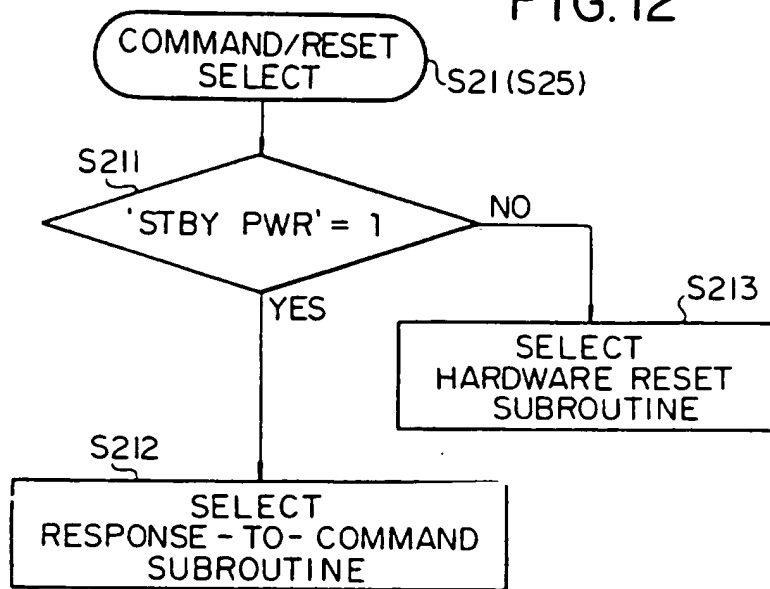 FIG. 12
COMMAND/RESET
SELECT
S21(S25)
S211
'STBY PWR' = 1
NO
YES
S213
SELECT
HARDWARE RESET
SUBROUTINE
S212
SELECT
RESPONSE-TO-COMMAND
SUBROUTINE